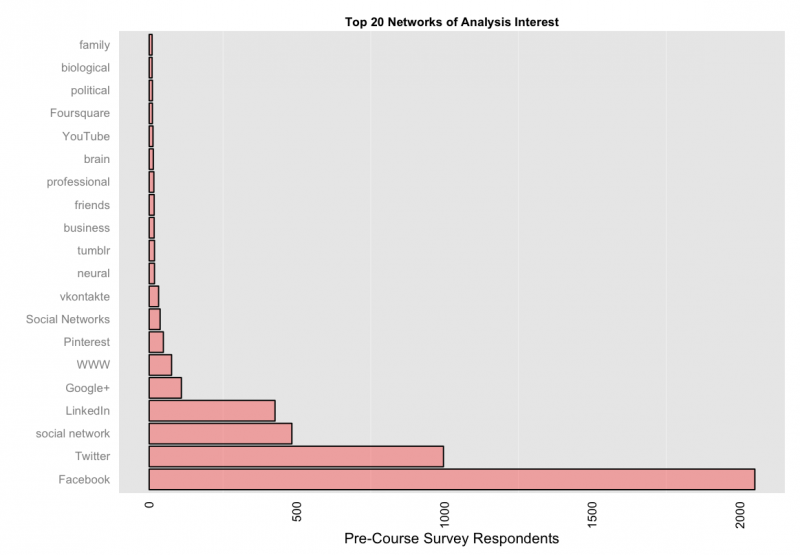 Top 20 Networks of Analysis Interest
family
biological
political
Foursquare
YouTube
brain
professional
friends
business
tumblr
neural
vkontakte
Social Networks
Pinterest
WWW
Google+
LinkedIn
social network
Twitter
Facebook
0 500 1000 1500 2000
Pre-Course Survey Respondents